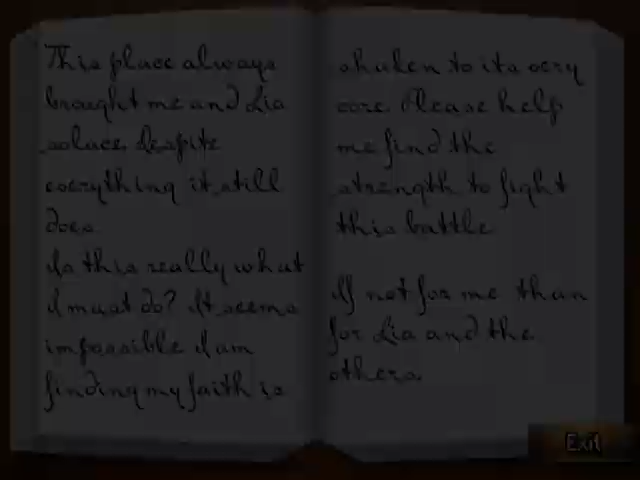 This place always
brought me and Lia
solace. Despite
everything it still
does.
Is this really what
I must do? It seems
impossible I am
finding my faith is
shaken to its very
core. Please help
me find the
strength to fight
this battle
If not for me than
for Lia and the
others.
Exit